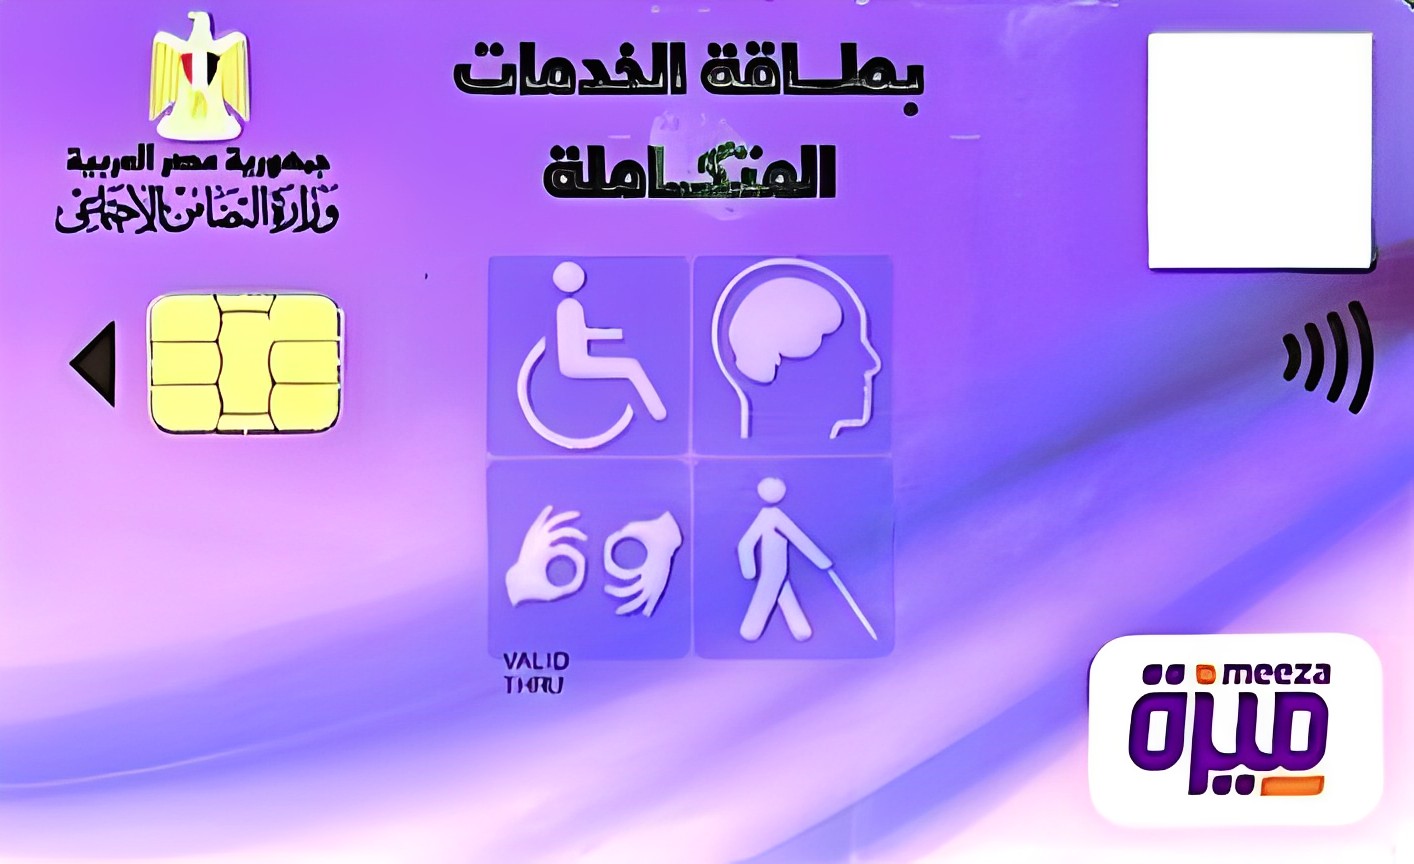 بطاقة الخدمات
المتكاملة
جمهورية مصر العربية
وزارة التضامن الاجتماعي
VALID
THRU
meeza
ميزة